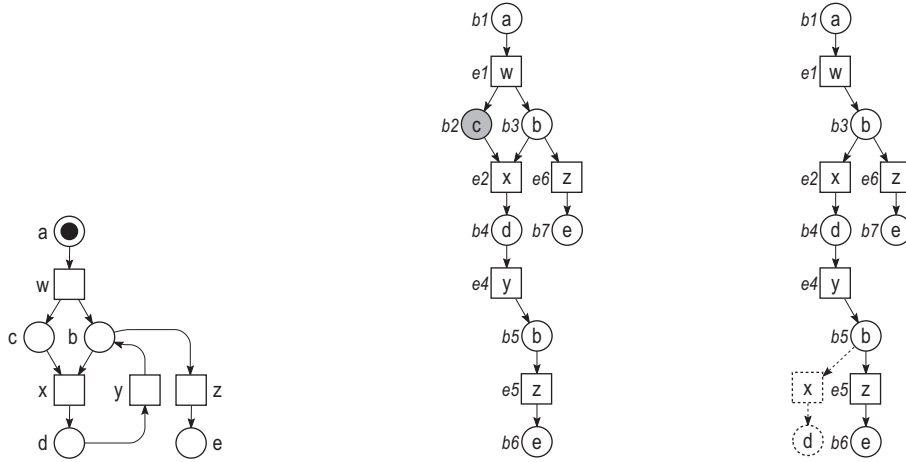 a
w
c b
x y z
d e
b1 a
e1 w
b2 c b3 b
e2 x e6 z
b4 d b7 e
e4 y
b5 b
e5 z
b6 e
b1 a
e1 w
b3 b
e2 x e6 z
b4 d b7 e
e4 y
b5 b
x e5 z
d b6 e